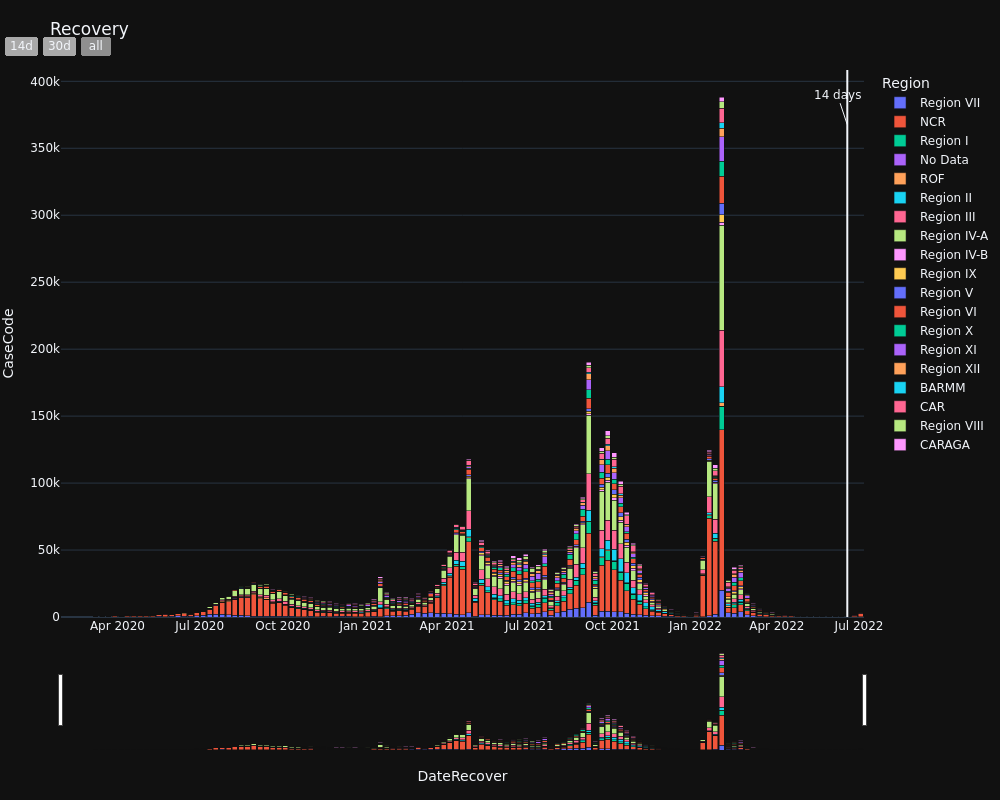 Recovery
14d 30d all
400k
350k
300k
250k
200k
150k
100k
50k
0
CaseCode
14 days
Apr 2020 Jul 2020 Oct 2020 Jan 2021 Apr 2021 Jul 2021 Oct 2021 Jan 2022 Apr 2022 Jul 2022
DateRecover
Region
Region VII
NCR
Region I
No Data
ROF
Region II
Region III
Region IV-A
Region IV-B
Region IX
Region V
Region VI
Region X
Region XI
Region XII
BARMM
CAR
Region VIII
CARAGA